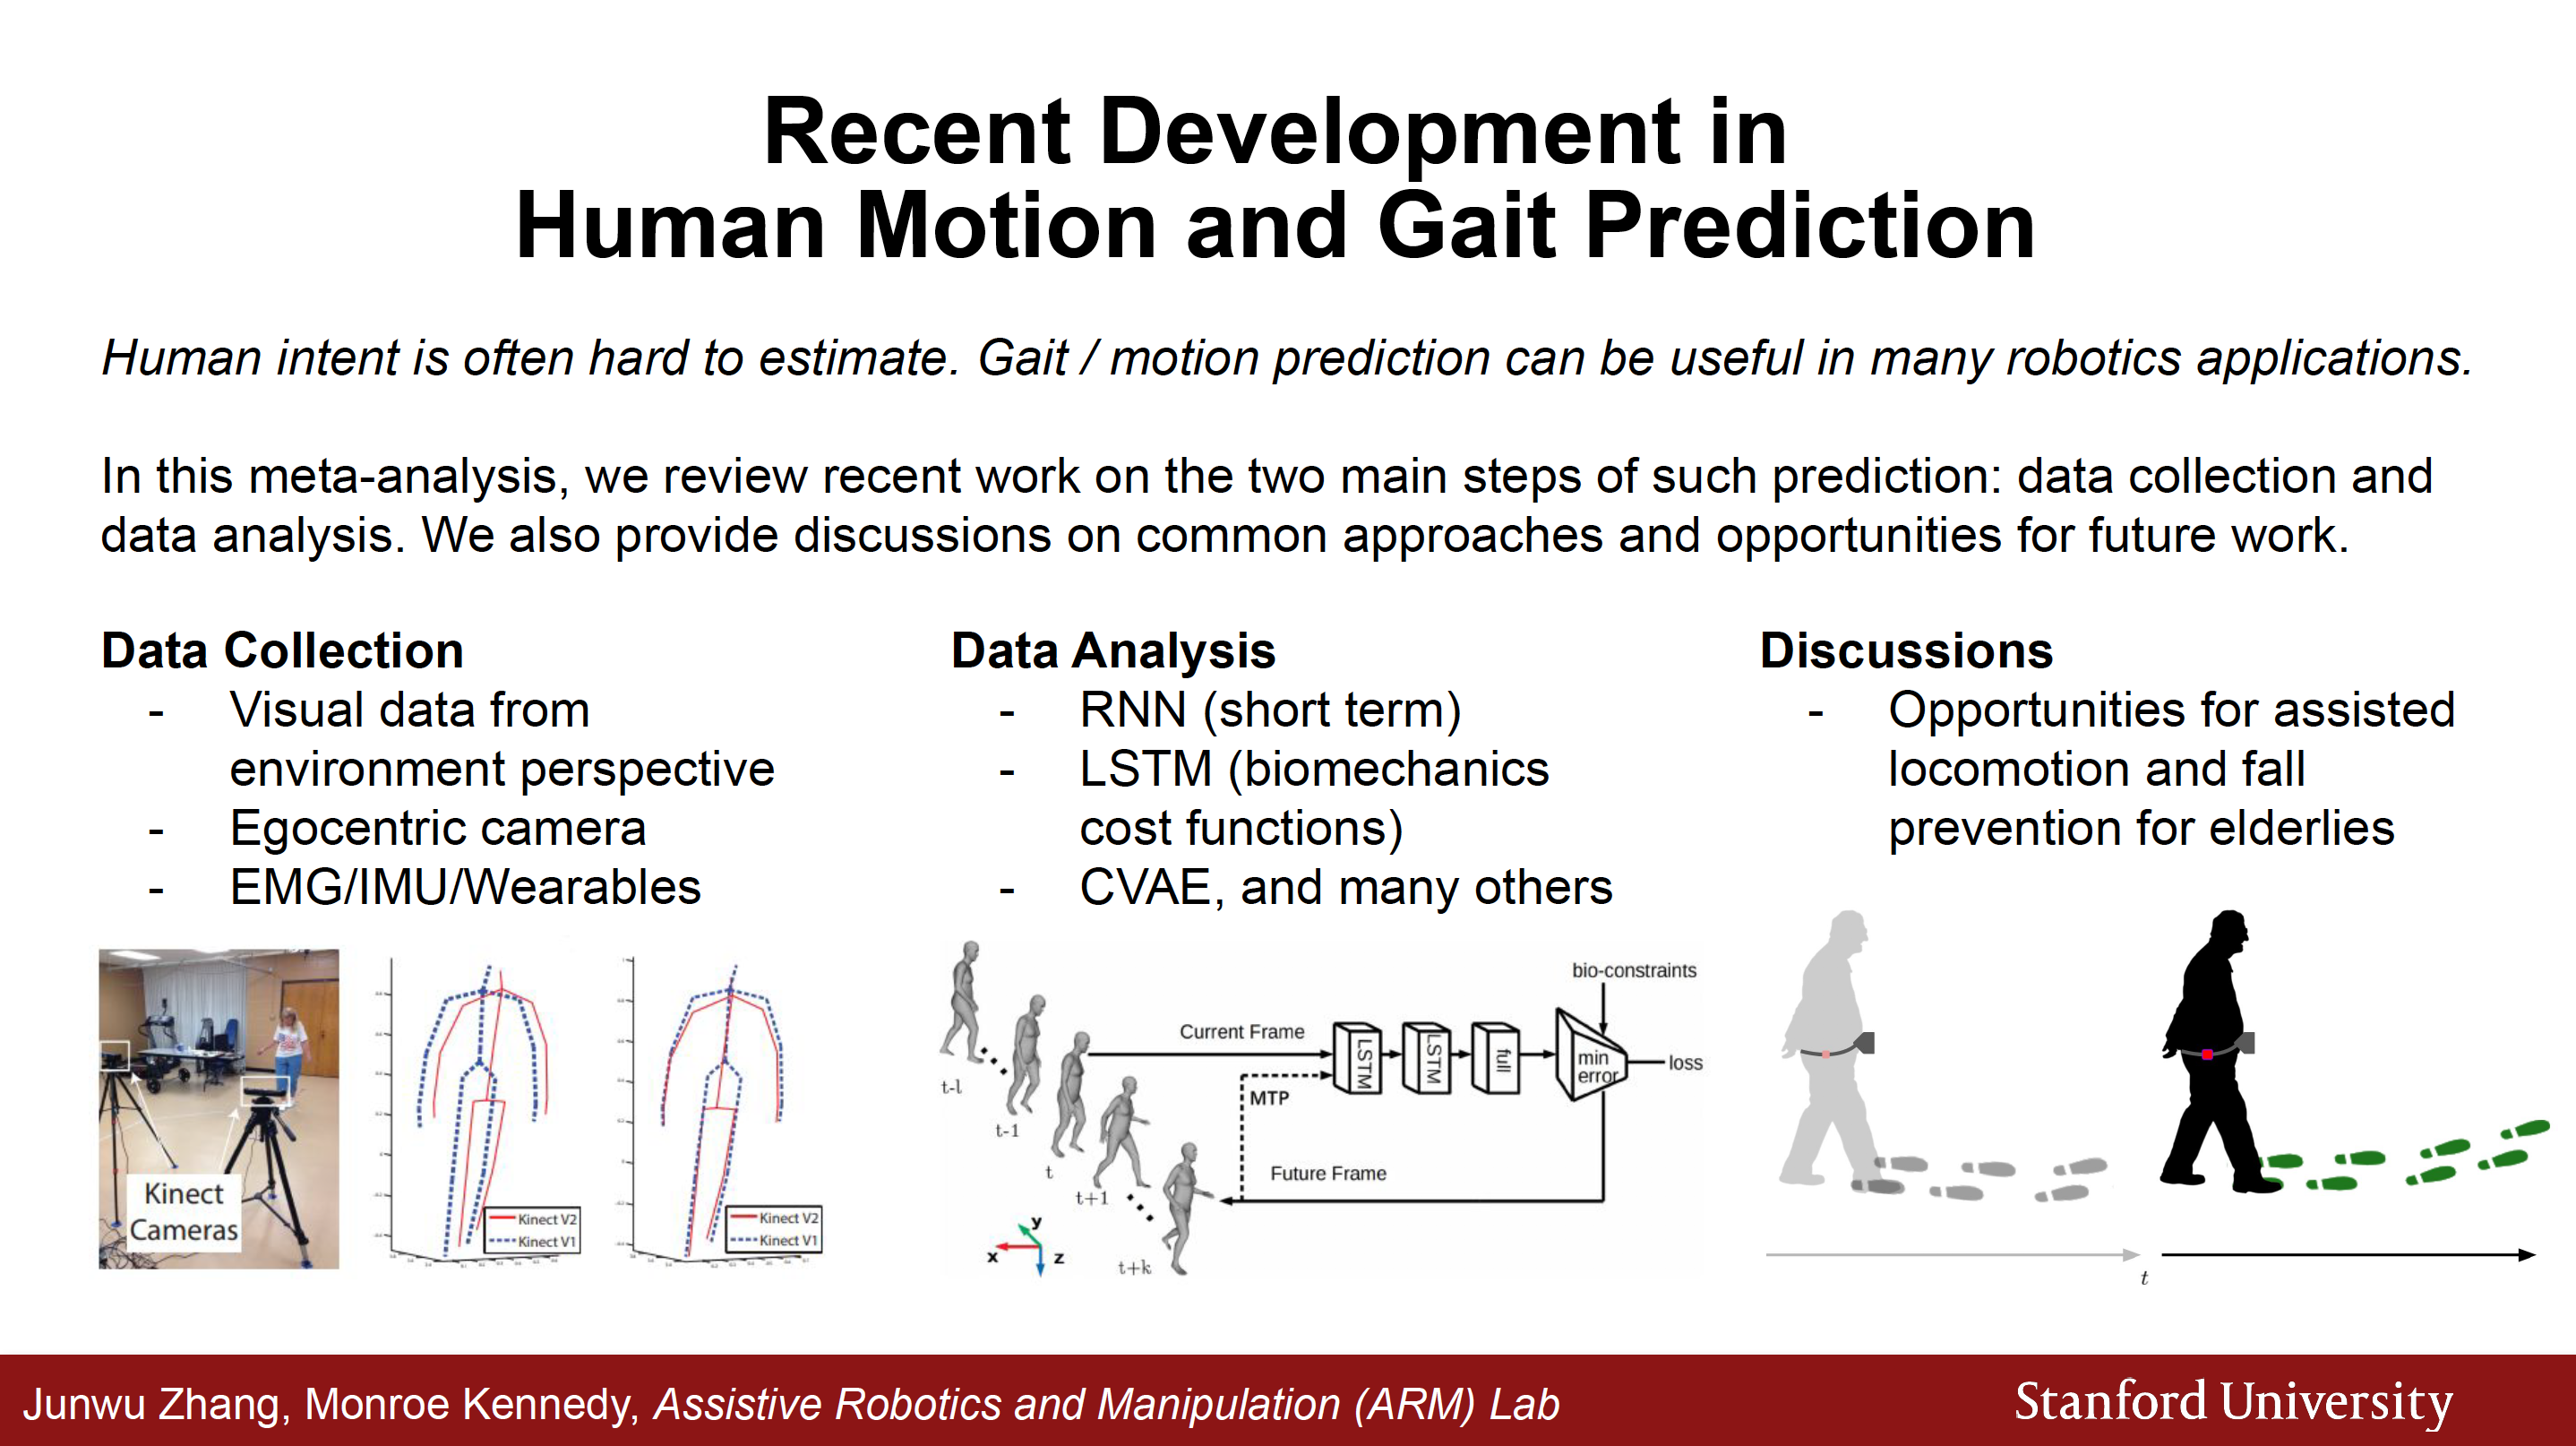 Recent Development in
Human Motion and Gait Prediction
Human intent is often hard to estimate. Gait / motion prediction can be useful in many robotics applications.
In this meta-analysis, we review recent work on the two main steps of such prediction: data collection and
data analysis. We also provide discussions on common approaches and opportunities for future work.
Data Collection
- Visual data from
environment perspective
- Egocentric camera
- EMG/IMU/Wearables
Kinect
Cameras
Kinect V2
Kinect V1
Kinect V2
Kinect V1
Data Analysis
- RNN (short term)
- LSTM (biomechanics
cost functions)
- CVAE, and many others
bio-constraints
Current Frame
LSTM
LSTM
full
min
error
loss
MTP
Future Frame
t-l
t-1
t
t+1
t+k
y
x
z
Discussions
- Opportunities for assisted
locomotion and fall
prevention for elderlies
t
Junwu Zhang, Monroe Kennedy, Assistive Robotics and Manipulation (ARM) Lab
Stanford University